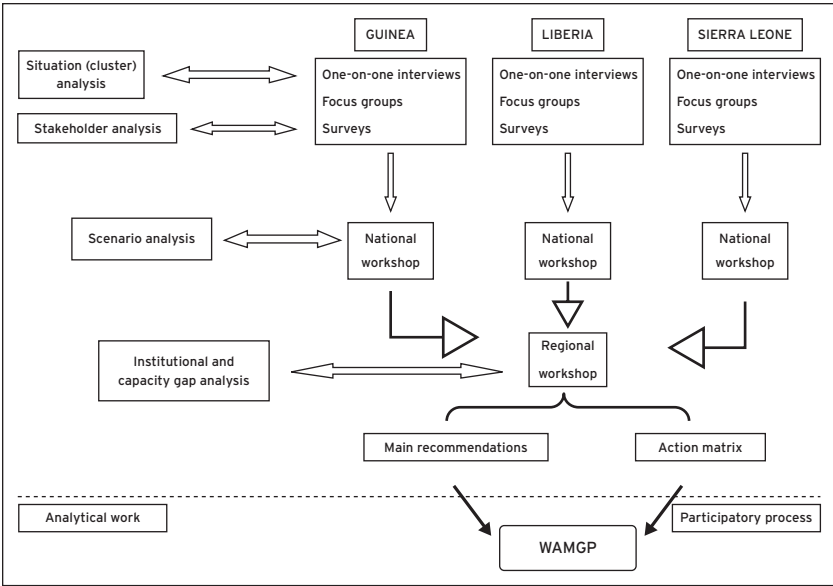 GUINEA
LIBERIA
SIERRA LEONE
Situation (cluster)
analysis
One-on-one interviews
Focus groups
Surveys
One-on-one interviews
Focus groups
Surveys
One-on-one interviews
Focus groups
Surveys
Stakeholder analysis
Scenario analysis
National
workshop
National
workshop
National
workshop
Institutional and
capacity gap analysis
Regional
workshop
Main recommendations
Action matrix
Analytical work
Participatory process
WAMGP